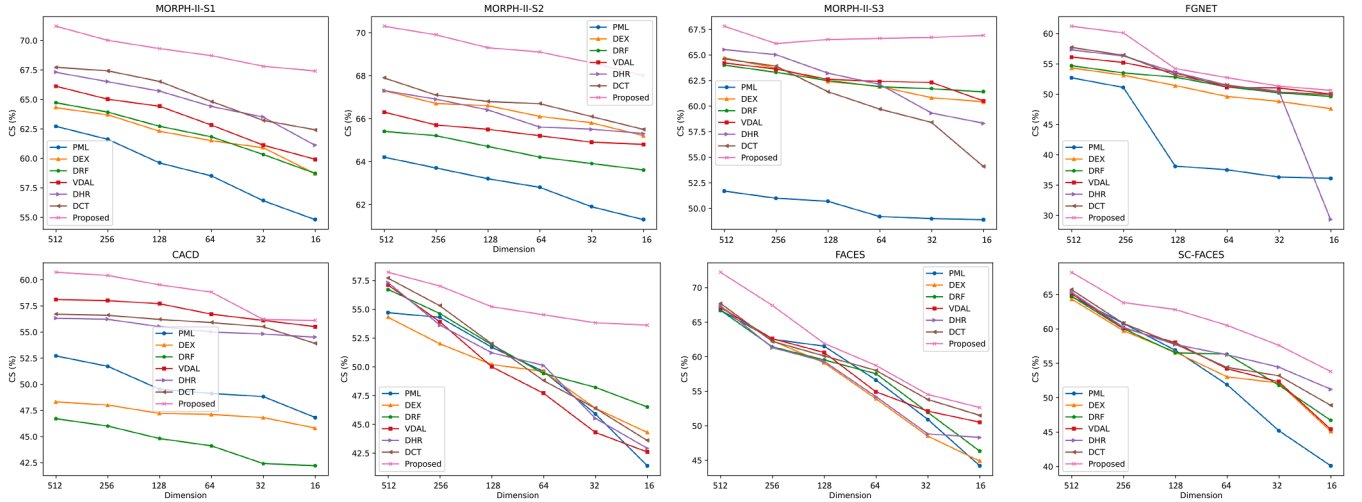 MORPH-II-S1
CS (%)
70.0
67.5
65.0
62.5
60.0
57.5
55.0
PML
DEX
DRF
VDAL
DHR
DCT
Proposed
512 256 128 64 32 16
MORPH-II-S2
CS (%)
70
68
66
64
62
PML
DEX
DRF
VDAL
DHR
DCT
Proposed
512 256 128 64 32 16
Dimension
MORPH-II-S3
CS (%)
67.5
65.0
62.5
60.0
57.5
55.0
52.5
50.0
PML
DEX
DRF
VDAL
DHR
DCT
Proposed
512 256 128 64 32 16
FGNET
CS (%)
60
55
50
45
40
35
30
PML
DEX
DRF
VDAL
DHR
DCT
Proposed
512 256 128 64 32 16
CACD
CS (%)
60.0
57.5
55.0
52.5
50.0
47.5
45.0
42.5
PML
DEX
DRF
VDAL
DHR
DCT
Proposed
512 256 128 64 32 16
Dimension
CS (%)
57.5
55.0
52.5
50.0
47.5
45.0
42.5
PML
DEX
DRF
VDAL
DHR
DCT
Proposed
512 256 128 64 32 16
Dimension
FACES
CS (%)
70
65
60
55
50
45
PML
DEX
DRF
VDAL
DHR
DCT
Proposed
512 256 128 64 32 16
Dimension
SC-FACES
CS (%)
65
60
55
50
45
40
PML
DEX
DRF
VDAL
DHR
DCT
Proposed
512 256 128 64 32 16
Dimension